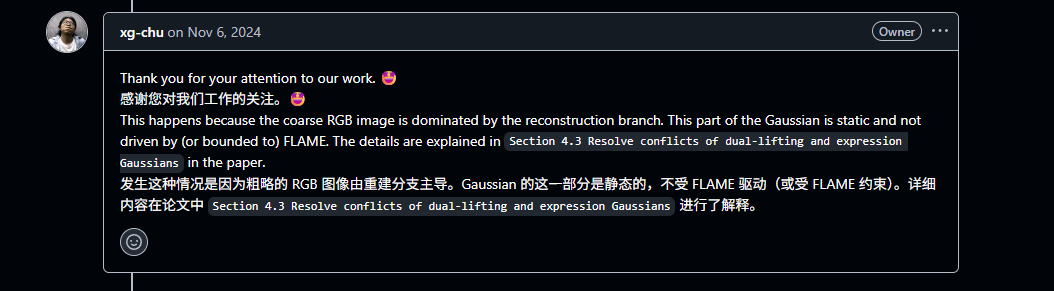 xg-chu on Nov 6, 2024
Owner
Thank you for your attention to our work. 🤩
感谢您对我们工作的关注。🤩
This happens because the coarse RGB image is dominated by the reconstruction branch. This part of the Gaussian is static and not
driven by (or bounded to) FLAME. The details are explained in Section 4.3 Resolve conflicts of dual-lifting and expression
Gaussians in the paper.
发生这种情况是因为粗略的 RGB 图像由重建分支主导。Gaussian 的这一部分是静态的，不受 FLAME 驱动（或受 FLAME 约束）。详细
内容在论文中 Section 4.3 Resolve conflicts of dual-lifting and expression Gaussians 进行了解释。